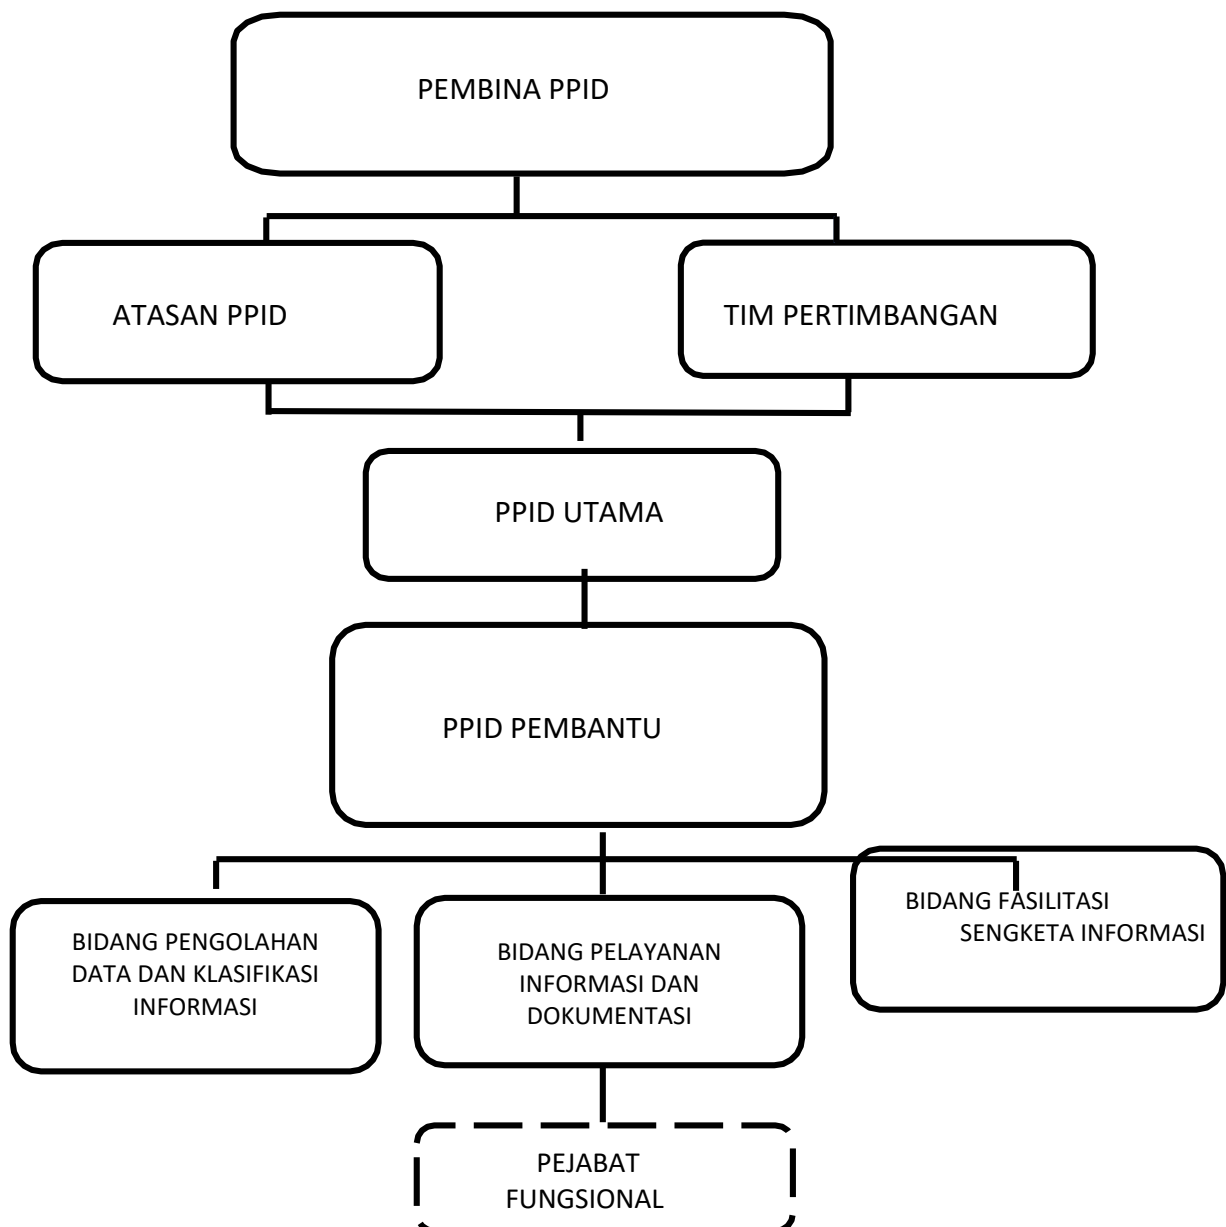 PEMBINA PPID
ATASAN PPID
TIM PERTIMBANGAN
PPID UTAMA
PPID PEMBANTU
BIDANG PENGOLAHAN
DATA DAN KLASIFIKASI
INFORMASI
BIDANG PELAYANAN
INFORMASI DAN
DOKUMENTASI
BIDANG FASILITASI
SENGKETA INFORMASI
PEJABAT
FUNGSIONAL